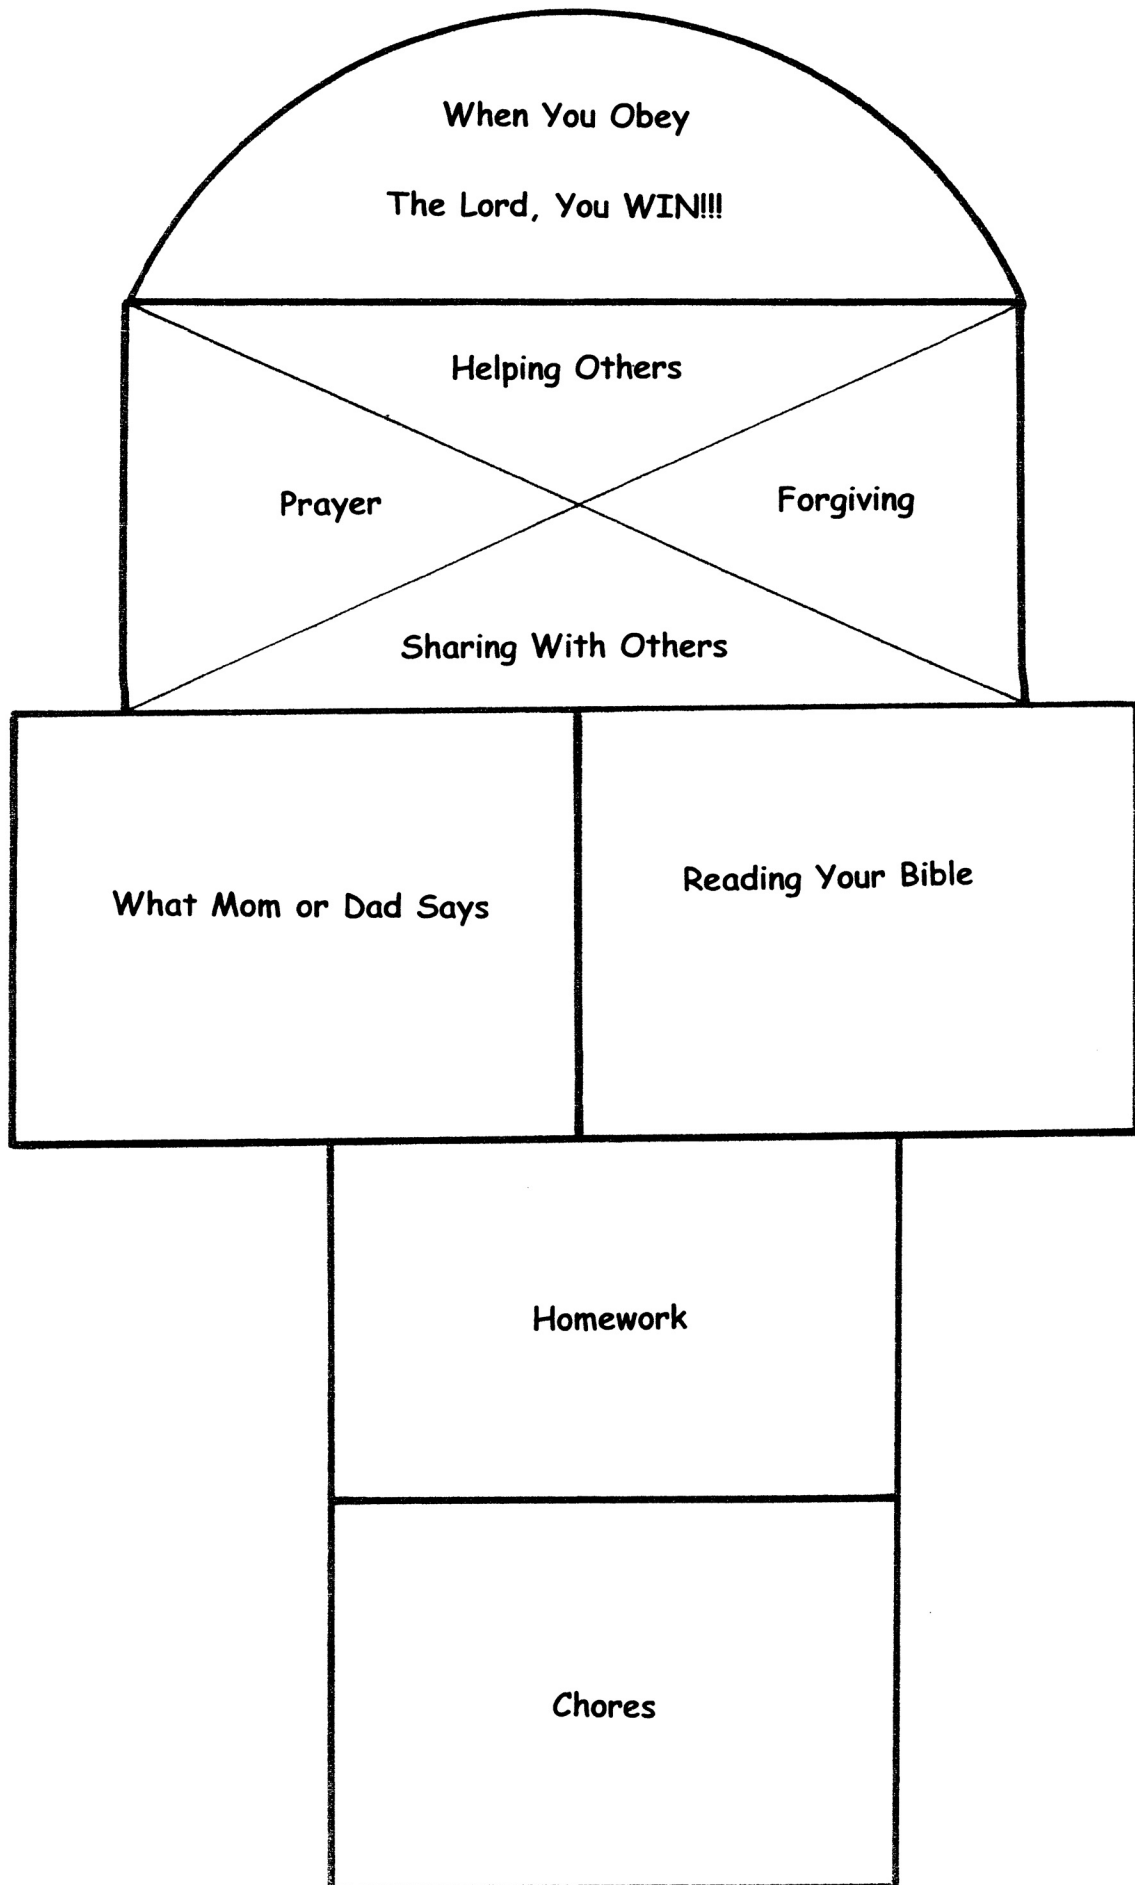 When You Obey
The Lord, You WIN!!!
Helping Others
Prayer
Forgiving
Sharing With Others
What Mom or Dad Says
Reading Your Bible
Homework
Chores